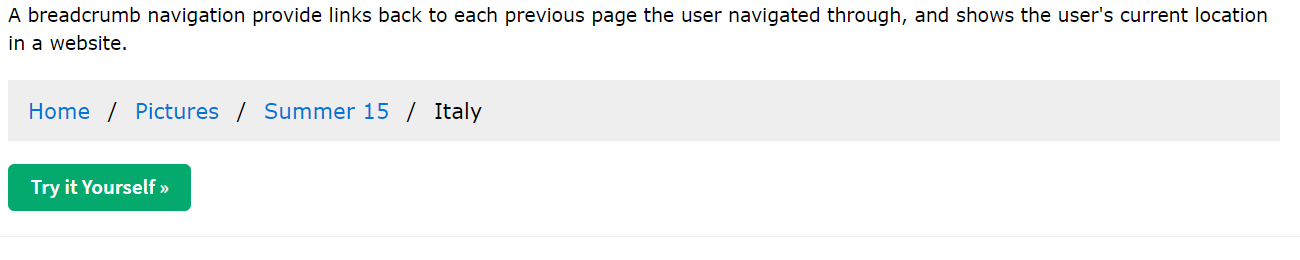 A breadcrumb navigation provide links back to each previous page the user navigated through, and shows the user's current location
in a website.
Home / Pictures / Summer 15 / Italy
Try it Yourself »